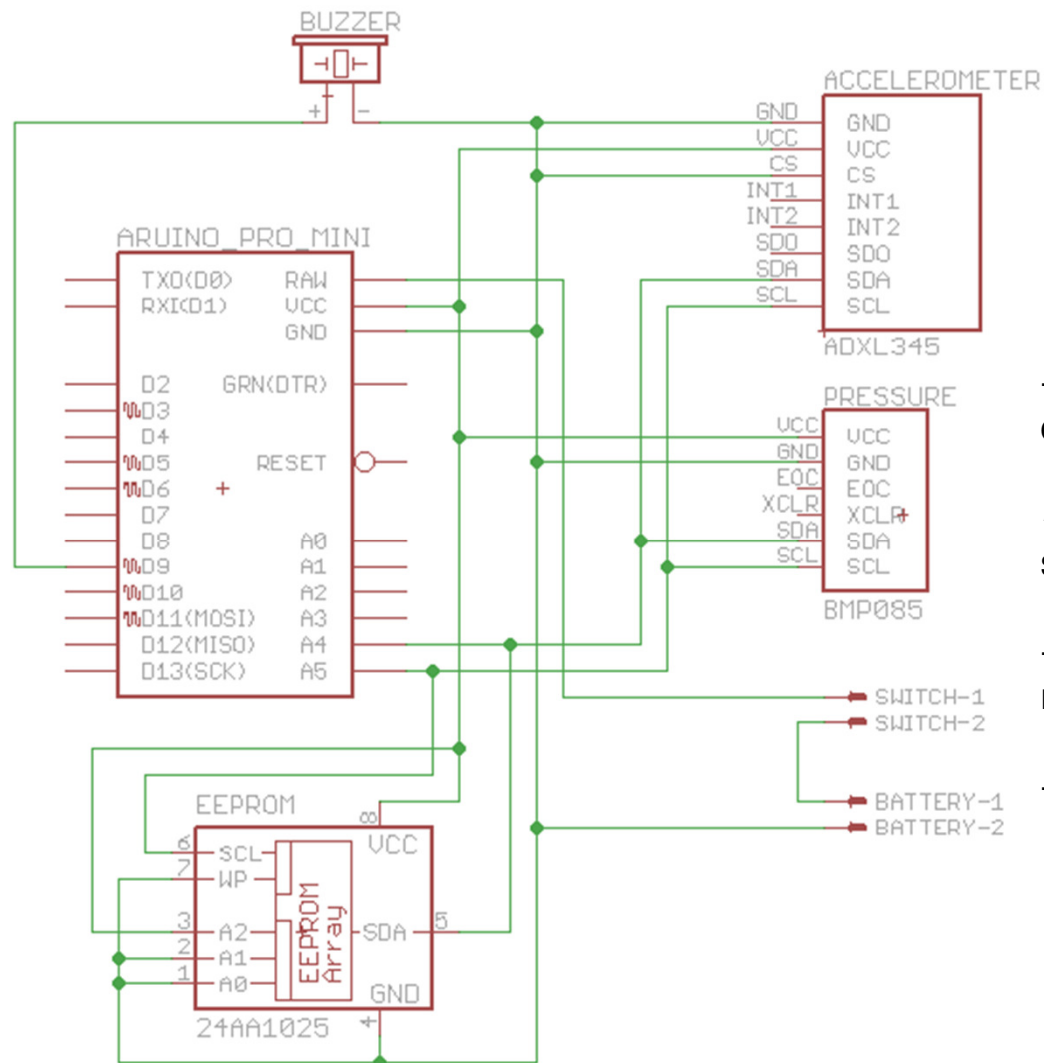 BUZZER
+ -
ACCELEROMETER
GND GND
VCC VCC
CS CS
INT1 INT1
INT2 INT2
SDO SDO
SDA SDA
SCL SCL
ADXL345
ARUINO_PRO_MINI
TXO(D0) RAW
RXI(D1) VCC
GND
D2 GRN(DTR)
D3
D4
D5 RESET
D6
D7
D8 A0
D9 A1
D10 A2
D11(MOSI) A3
D12(MISO) A4
D13(SCK) A5
PRESSURE
VCC VCC
GND GND
EOC EOC
XCLR XCLR
SDA SDA
SCL SCL
BMP085
SWITCH-1
SWITCH-2
BATTERY-1
BATTERY-2
EEPROM
8 VCC
6 SCL
7 WP
3 A2 SDA 5
2 A1
1 A0
EEPROM
Array
GND
4
24AA1025